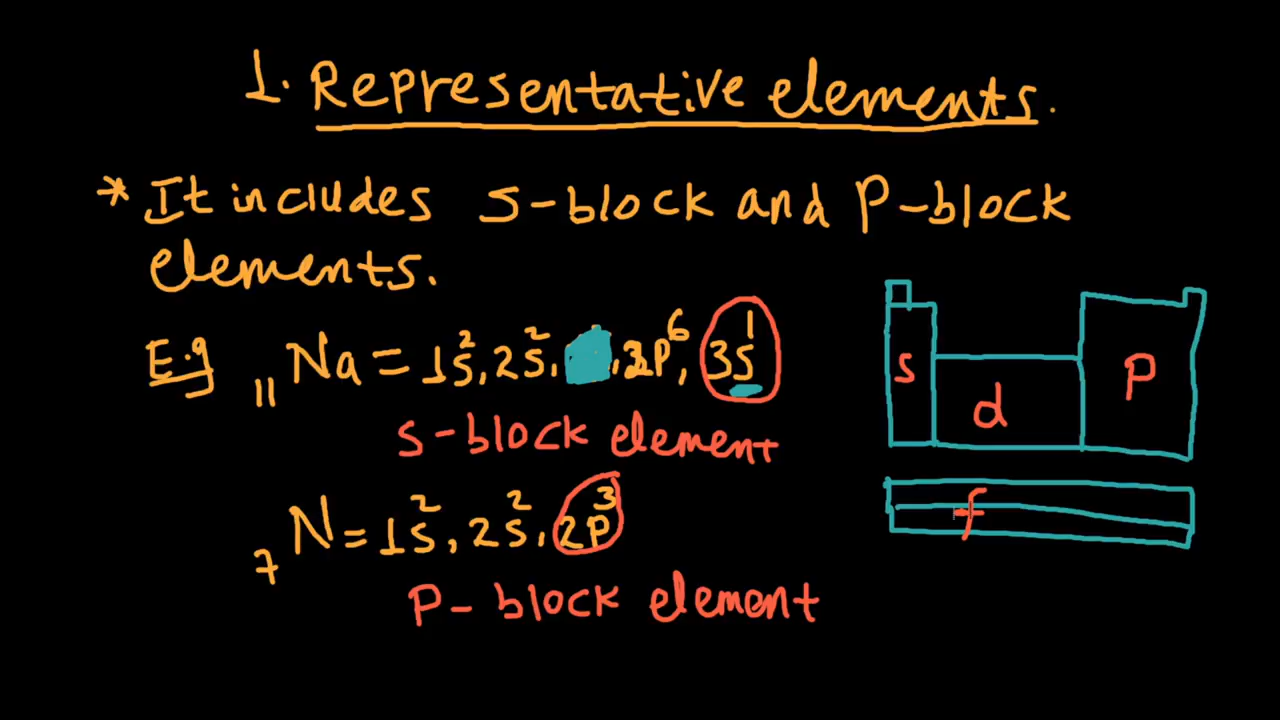 1. Representative elements.
* It includes s-block and P-block
elements.
E.g ₁₁Na = 1s², 2s², , 2P⁶, 3s¹
s-block element
₇N = 1s², 2s², 2P³
P-block element
s
d
P
f